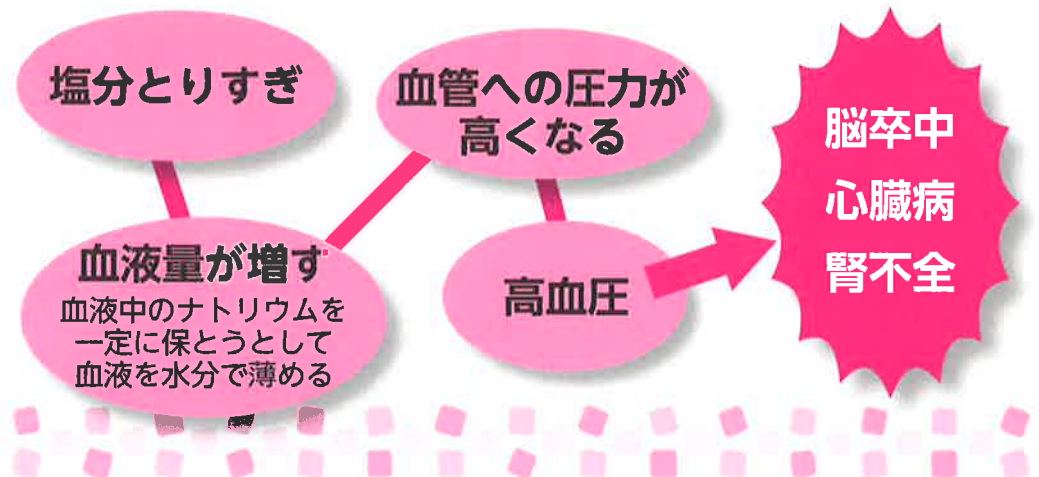 塩分とりすぎ
血液量が増す
血液中のナトリウムを
一定に保とうとして
血液を水分で薄める
血管への圧力が
高くなる
高血圧
脳卒中
心臓病
腎不全